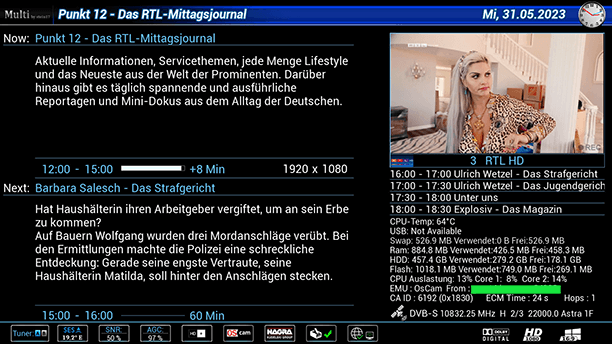 Multi Punkt 12 - Das RTL-Mittagsjournal Mi, 31.05.2023
Now: Punkt 12 - Das RTL-Mittagsjournal
Aktuelle Informationen, Servicethemen, jede Menge Lifestyle
und das Neueste aus der Welt der Prominenten. Darüber
hinaus gibt es täglich spannende und ausführliche
Reportagen und Mini-Dokus aus dem Alltag der Deutschen.
12:00 - 15:00 +8 Min 1920 x 1080
Next: Barbara Salesch - Das Strafgericht
Hat Haushälterin ihren Arbeitgeber vergiftet, um an sein Erbe
zu kommen?
Auf Bauern Wolfgang wurden drei Mordanschläge verübt. Bei
den Ermittlungen machte die Polizei eine schreckliche
Entdeckung: Gerade seine engste Vertraute, seine
Haushälterin Matilda, soll hinter den Anschlägen stecken.
15:00 - 16:00 60 Min
REC
3 RTL HD
16:00 - 17:00 Ulrich Wetzel - Das Strafgericht
17:00 - 17:30 Ulrich Wetzel - Das Jugendgericht
17:30 - 18:00 Unter uns
18:00 - 18:30 Explosiv - Das Magazin
CPU-Temp: 64°C
USB: Not Available
Swap: 526.9 MB Verwendet:0 B Frei:526.9 MB
Ram: 884.8 MB Verwendet:426.5 MB Frei:458.3 MB
HDD: 457.4 GB Verwendet:279.2 GB Frei:178.1 GB
Flash: 1018.1 MB Verwendet:749.0 MB Frei:269.1 MB
CPU Auslastung: 13% Core 1: 8% Core 2: 14%
EMU : OsCam From :
CA ID : 6192 (0x1830) ECM Time : 24 s Hops : 1
DVB-S 10832.25 MHz H 2/3 22000.0 Astra 1F
Tuner A B SES 19.2° E SNR: 50 % AGC: 97 % HD OScam NAGRA KUDELSKI GROUP DOLBY DIGITAL HD 1080 16:9